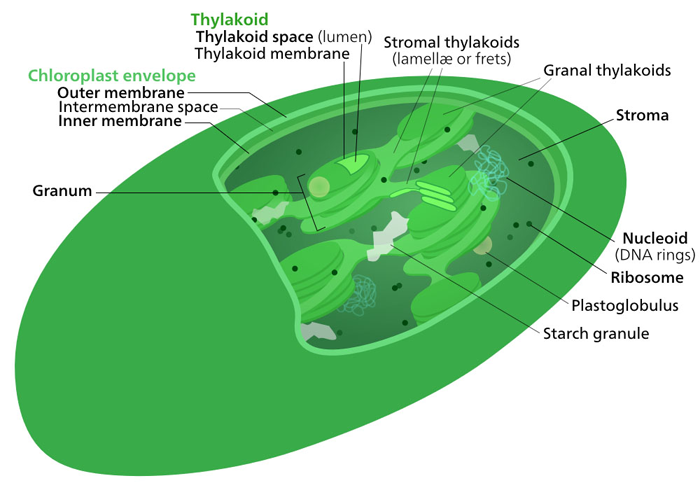 Thylakoid
Thylakoid space (lumen)
Thylakoid membrane
Stromal thylakoids
(lamellæ or frets)
Granal thylakoids
Chloroplast envelope
Outer membrane
Intermembrane space
Inner membrane
Stroma
Granum
Nucleoid
(DNA rings)
Ribosome
Plastoglobulus
Starch granule